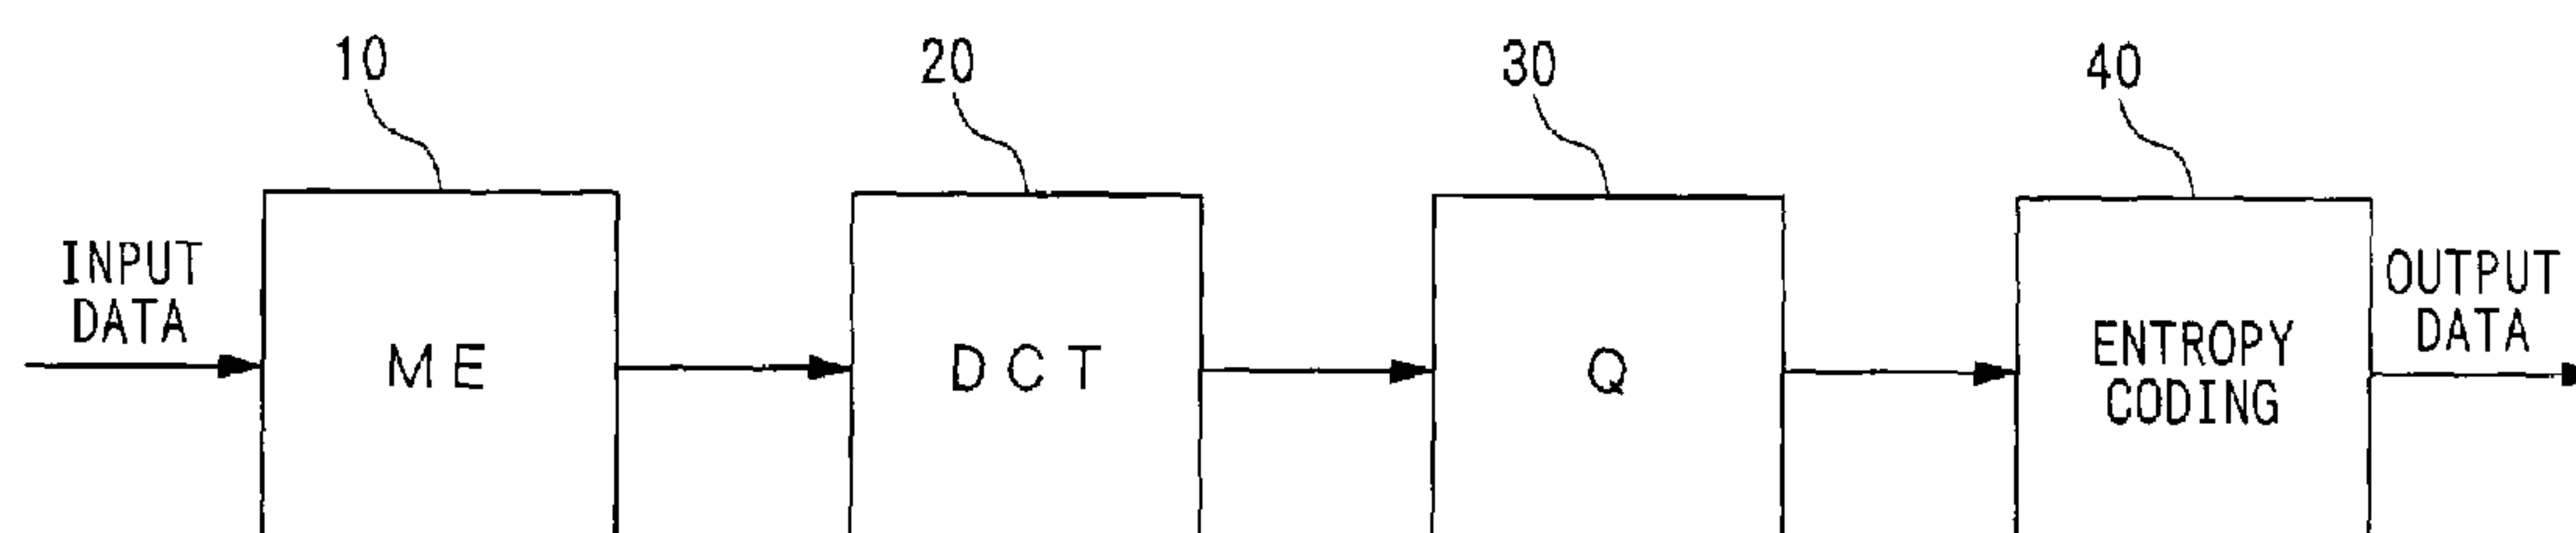 10
20
30
40
INPUT
DATA
ME
DCT
Q
ENTROPY
CODING
OUTPUT
DATA